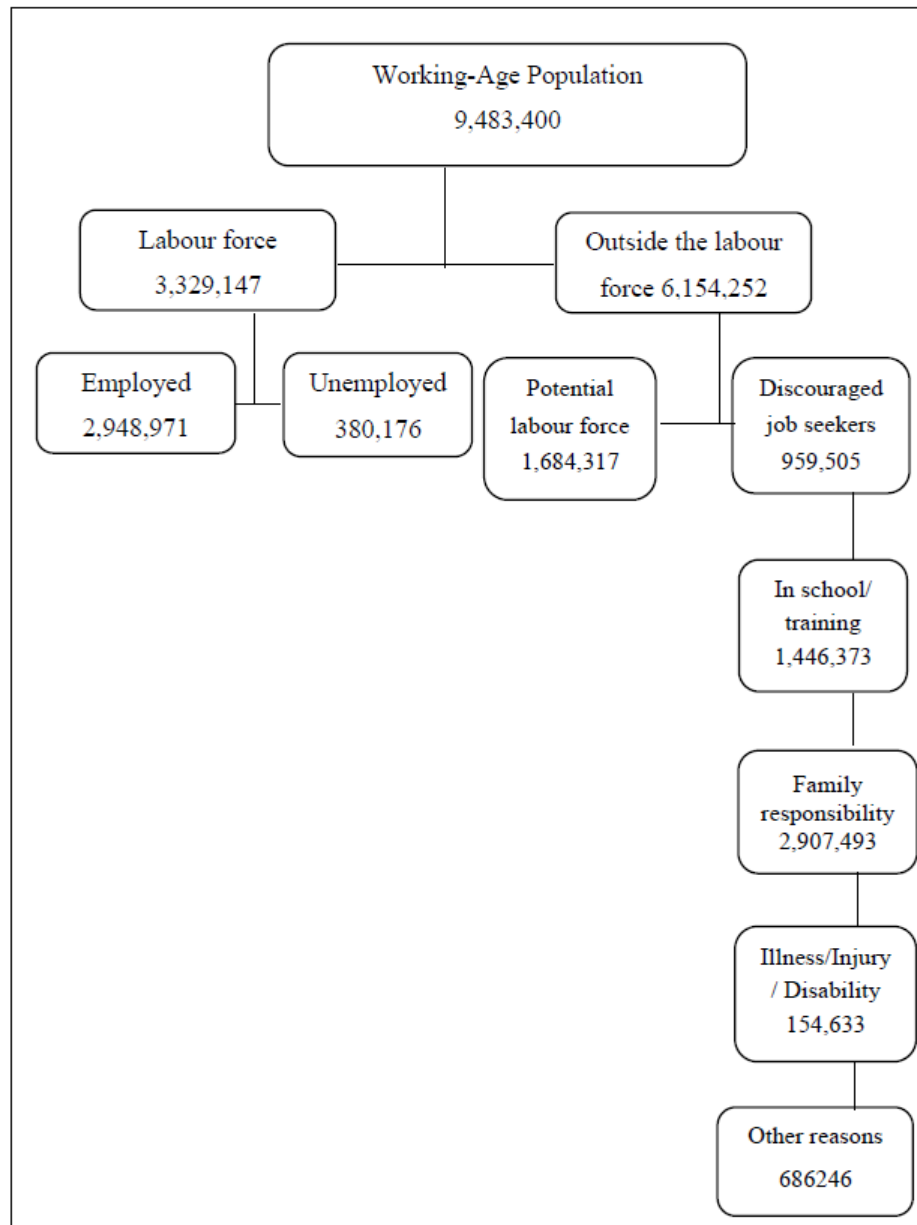 Working-Age Population
9,483,400
Labour force
3,329,147
Outside the labour
force 6,154,252
Employed
2,948,971
Unemployed
380,176
Potential
labour force
1,684,317
Discouraged
job seekers
959,505
In school/
training
1,446,373
Family
responsibility
2,907,493
Illness/Injury
/ Disability
154,633
Other reasons
686246